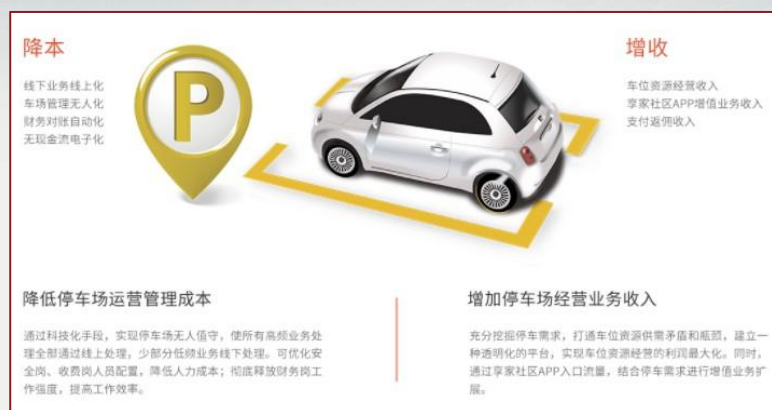 降本
线下业务线上化
车场管理无人化
财务对账自动化
无现金流电子化
P
增收
车位资源经营收入
享家社区APP增值业务收入
支付返佣收入
降低停车场运营管理成本
通过科技化手段，实现停车场无人值守，使所有高频业务处
理全部通过线上处理，少部分低频业务线下处理。可优化安
全岗、收费岗人员配置，降低人力成本；彻底释放财务岗工
作强度，提高工作效率。
增加停车场经营业务收入
充分挖掘停车需求，打通车位资源供需矛盾和瓶颈，建立一
种透明化的平台，实现车位资源经营的利润最大化。同时，
通过享家社区APP入口流量，结合停车需求进行增值业务扩
展。